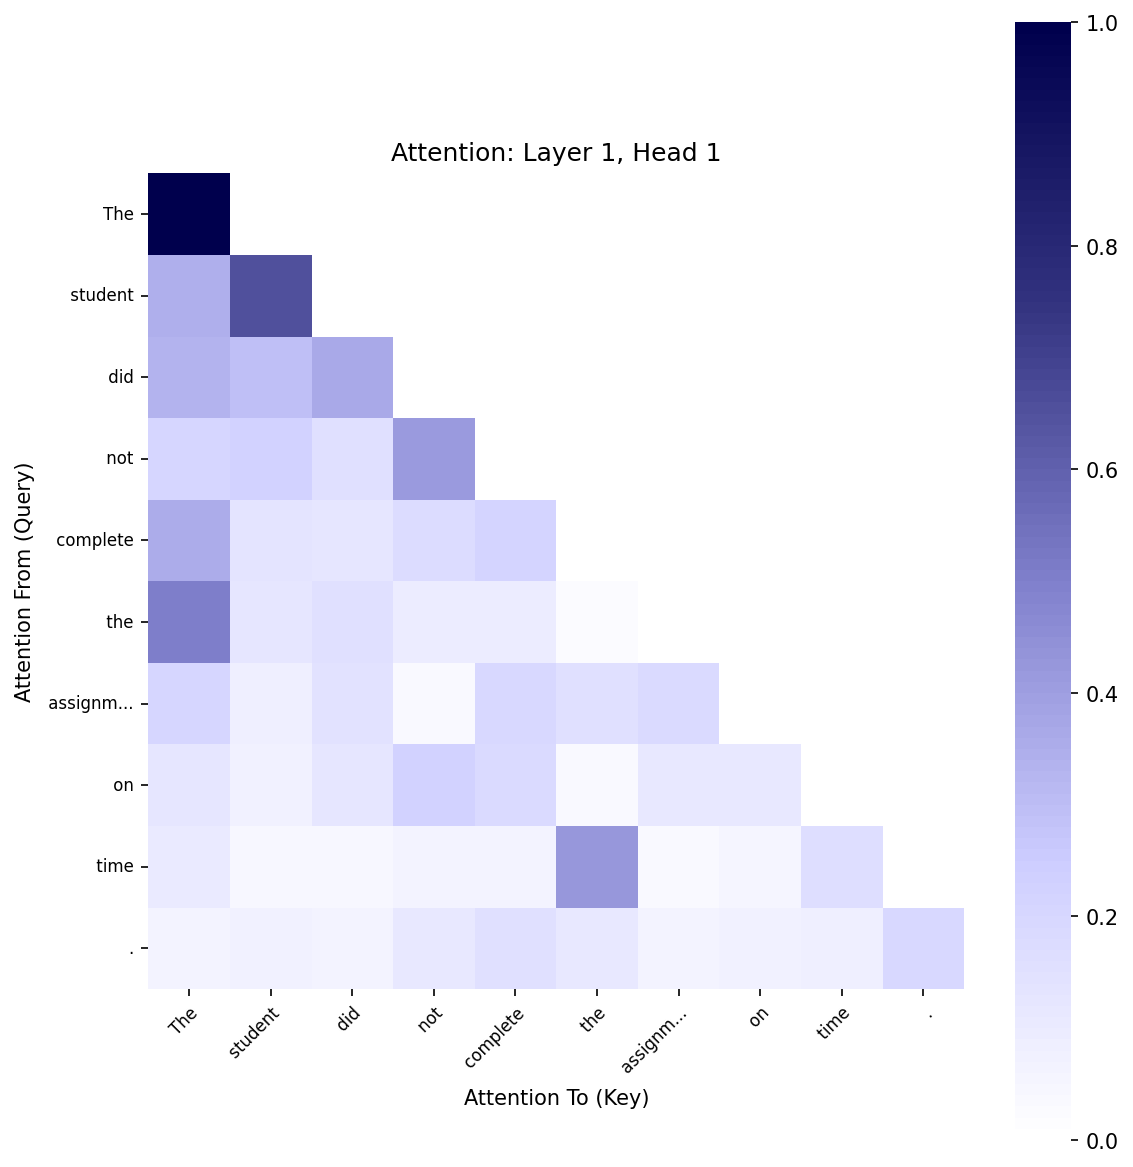 Attention: Layer 1, Head 1
Attention From (Query)
The
student
did
not
complete
the
assignm...
on
time
.
The
student
did
not
complete
the
assignm...
on
time
.
Attention To (Key)
1.0
0.8
0.6
0.4
0.2
0.0